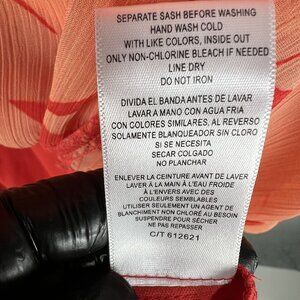 SEPARATE SASH BEFORE WASHING
HAND WASH COLD
WITH LIKE COLORS, INSIDE OUT
ONLY NON-CHLORINE BLEACH IF NEEDED
LINE DRY
DO NOT IRON
DIVIDA EL BANDA ANTES DE LAVAR
LAVAR A MANO CON AGUA FRIA
CON COLORES SIMILARES, AL REVERSO
SOLAMENTE BLANQUEADOR SIN CLORO
SI SE NECESITA
SECAR COLGADO
NO PLANCHAR
ENLEVER LA CEINTURE AVANT DE LAVER
LAVER À LA MAIN À L'EAU FROIDE
À L'ENVERS AVEC DES
COULEURS SEMBLABLES
UTILISER SEULEMENT UN AGENT DE
BLANCHIMENT NON CHLORÉ AU BESOIN
SUSPENDRE POUR SÉCHER
NE PAS REPASSER
C/T 612621